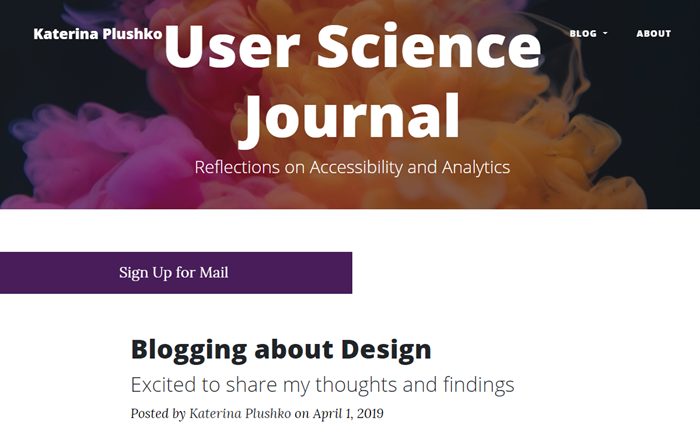 Katerina Plushko
BLOG
ABOUT
User Science
Journal
Reflections on Accessibility and Analytics
Sign Up for Mail
Blogging about Design
Excited to share my thoughts and findings
Posted by Katerina Plushko on April 1, 2019